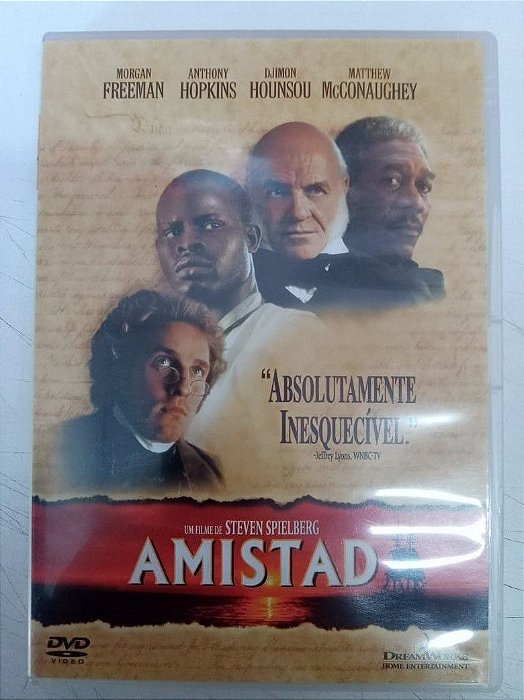 MORGAN FREEMAN
ANTHONY HOPKINS
DJIMON HOUNSOU
MATTHEW McCONAUGHEY
"ABSOLUTAMENTE
INESQUECÍVEL."
-Jeffrey Lyons, WNBC-TV
UM FILME DE STEVEN SPIELBERG
AMISTAD
DVD
VIDEO
DREAMWORKS
HOME ENTERTAINMENT